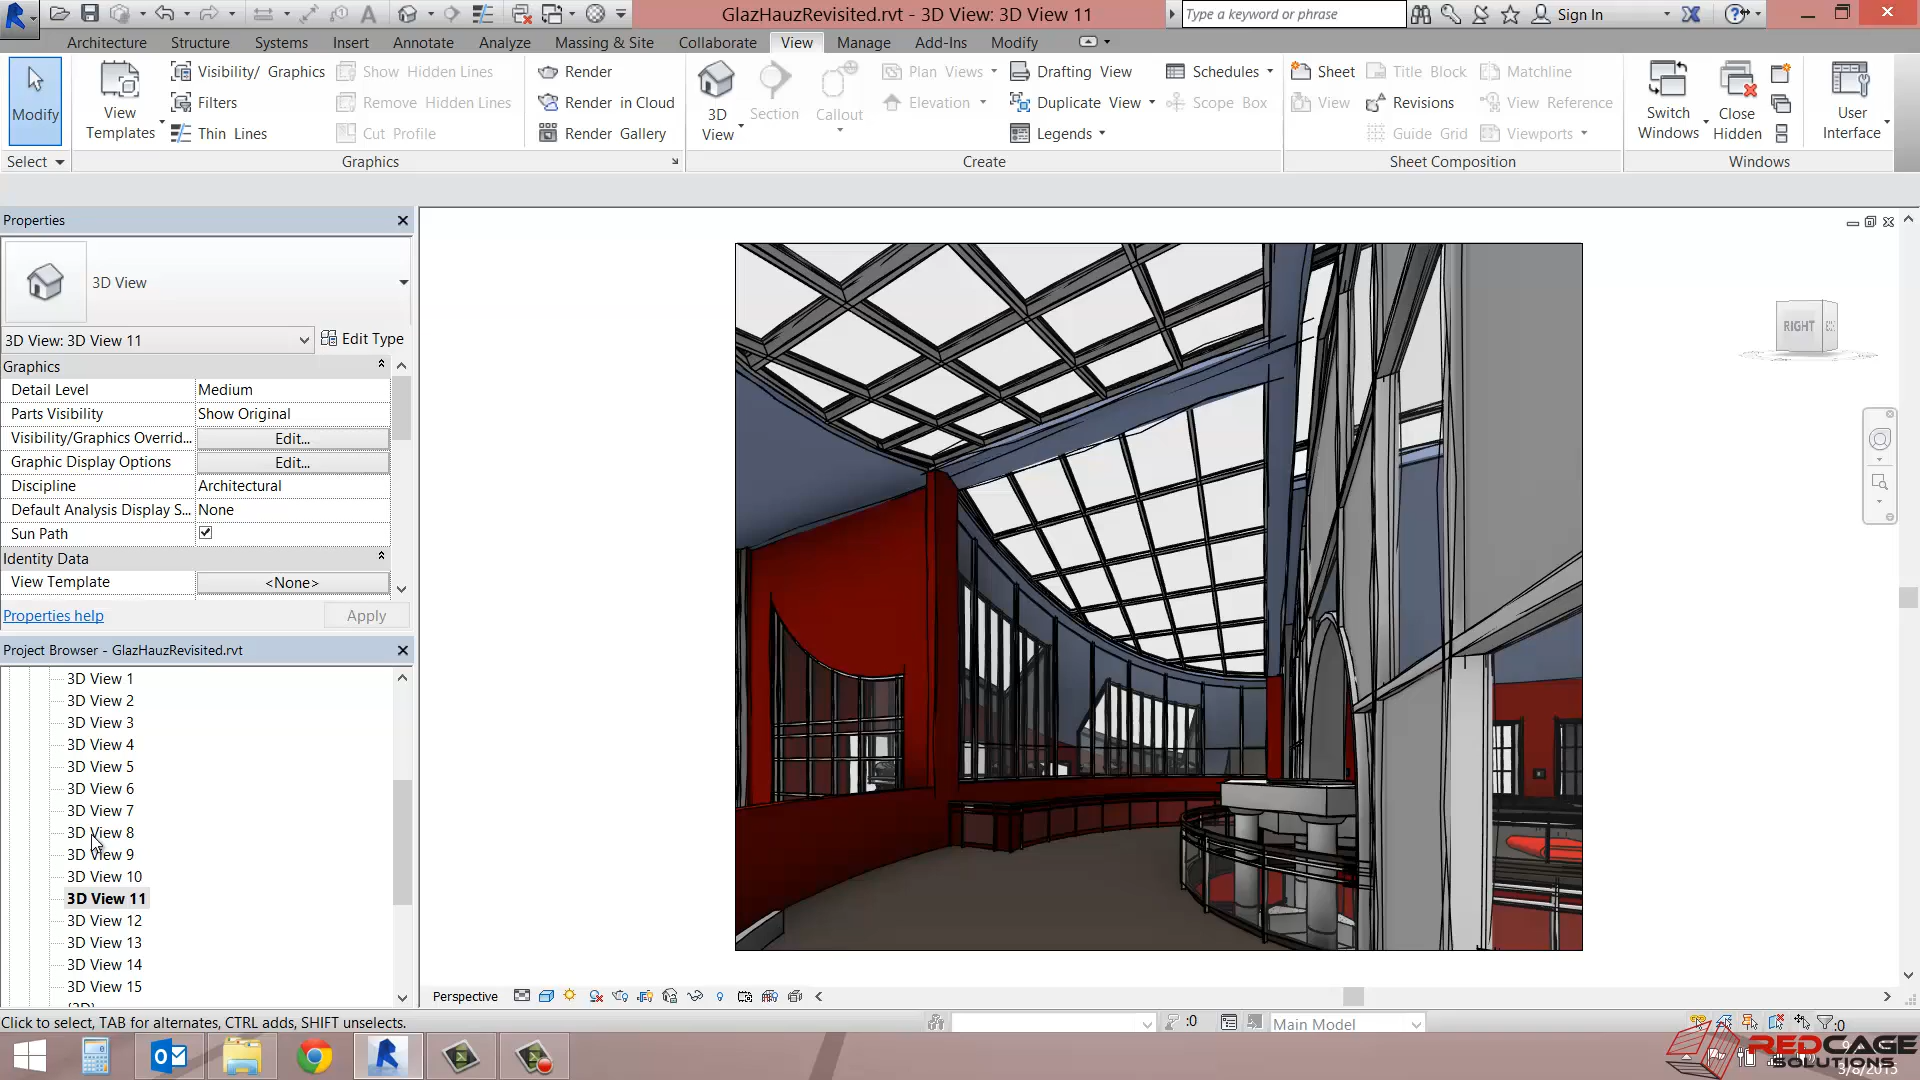 GlazHauzRevisited.rvt - 3D View: 3D View 11
Type a keyword or phrase
Sign In
Architecture Structure Systems Insert Annotate Analyze Massing & Site Collaborate View Manage Add-Ins Modify
Modify
View Templates
Visibility/ Graphics
Filters
Thin Lines
Show Hidden Lines
Remove Hidden Lines
Cut Profile
Render
Render in Cloud
Render Gallery
3D View
Section
Callout
Plan Views
Elevation
Drafting View
Duplicate View
Legends
Schedules
Scope Box
Sheet
View
Title Block
Revisions
Guide Grid
Matchline
View Reference
Viewports
Switch Windows
Close Hidden
User Interface
Select Graphics Create Sheet Composition Windows
Properties
3D View
3D View: 3D View 11
Edit Type
Graphics
Detail Level Medium
Parts Visibility Show Original
Visibility/Graphics Overrid... Edit...
Graphic Display Options Edit...
Discipline Architectural
Default Analysis Display S... None
Sun Path
Identity Data
View Template <None>
Properties help Apply
Project Browser - GlazHauzRevisited.rvt
3D View 1
3D View 2
3D View 3
3D View 4
3D View 5
3D View 6
3D View 7
3D View 8
3D View 9
3D View 10
3D View 11
3D View 12
3D View 13
3D View 14
3D View 15
RIGHT
Perspective
Click to select, TAB for alternates, CTRL adds, SHIFT unselects.
:0
Main Model
:0
REDCAGE
SOLUTIONS
3/8/2015